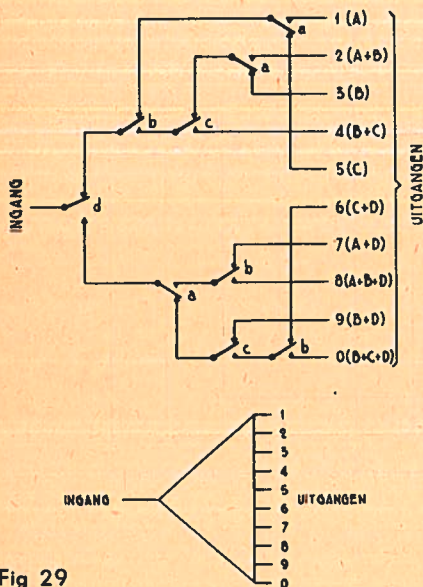 1 (A)
a
2 (A+B)
a
3 (B)
b
c
4 (B+C)
5 (C)
INGANG
d
6 (C+D)
UITGANGEN
7 (A+D)
b
a
8 (A+B+D)
9 (B+D)
c
b
0 (B+C+D)
1
2
3
4
INGANG
5
UITGANGEN
6
7
8
9
0
Fig 29